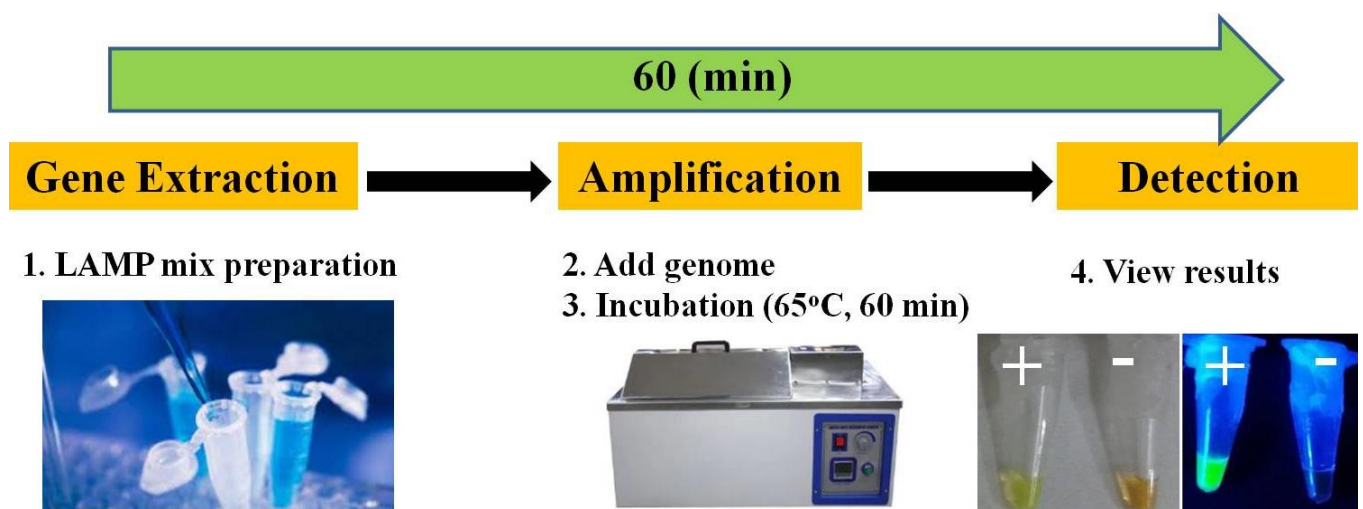 60 (min)
Gene Extraction
Amplification
Detection
1. LAMP mix preparation
2. Add genome
3. Incubation (65°C, 60 min)
4. View results
+ -
+ -